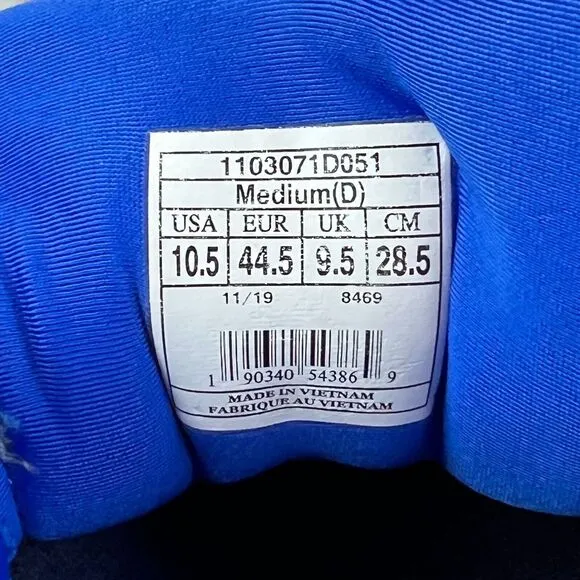 1103071D051
Medium(D)
USA EUR UK CM
10.5 44.5 9.5 28.5
11/19 8469
1 90340 54386 9
MADE IN VIETNAM
FABRIQUE AU VIETNAM